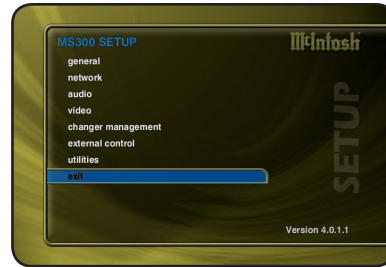 MS300 SETUP
McIntosh
general
network
audio
video
changer management
external control
utilities
exit
SETUP
Version 4.0.1.1